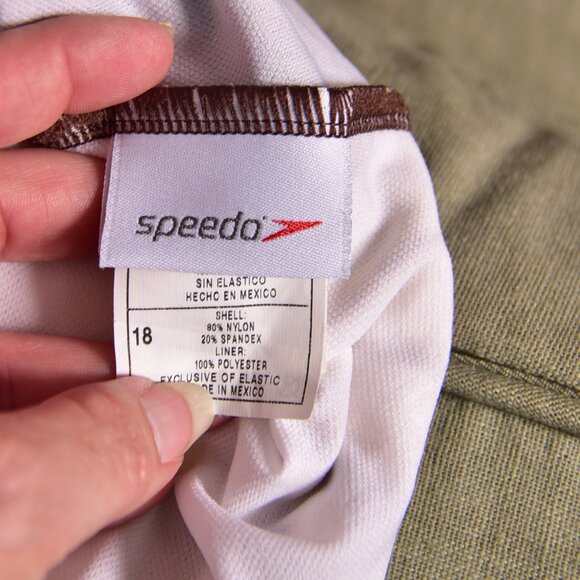 speedo
SIN ELASTICO
HECHO EN MEXICO
18
SHELL:
80% NYLON
20% SPANDEX
LINER:
100% POLYESTER
EXCLUSIVE OF ELASTIC
IN MEXICO